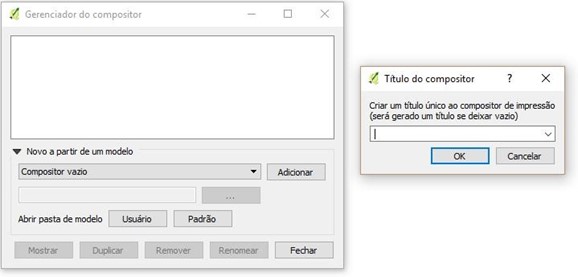 Gerenciador do compositor
Novo a partir de um modelo
Compositor vazio
Adicionar
...
Abrir pasta de modelo
Usuário
Padrão
Mostrar
Duplicar
Remover
Renomear
Fechar
Título do compositor
?
Criar um título único ao compositor de impressão
(será gerado um título se deixar vazio)
OK
Cancelar